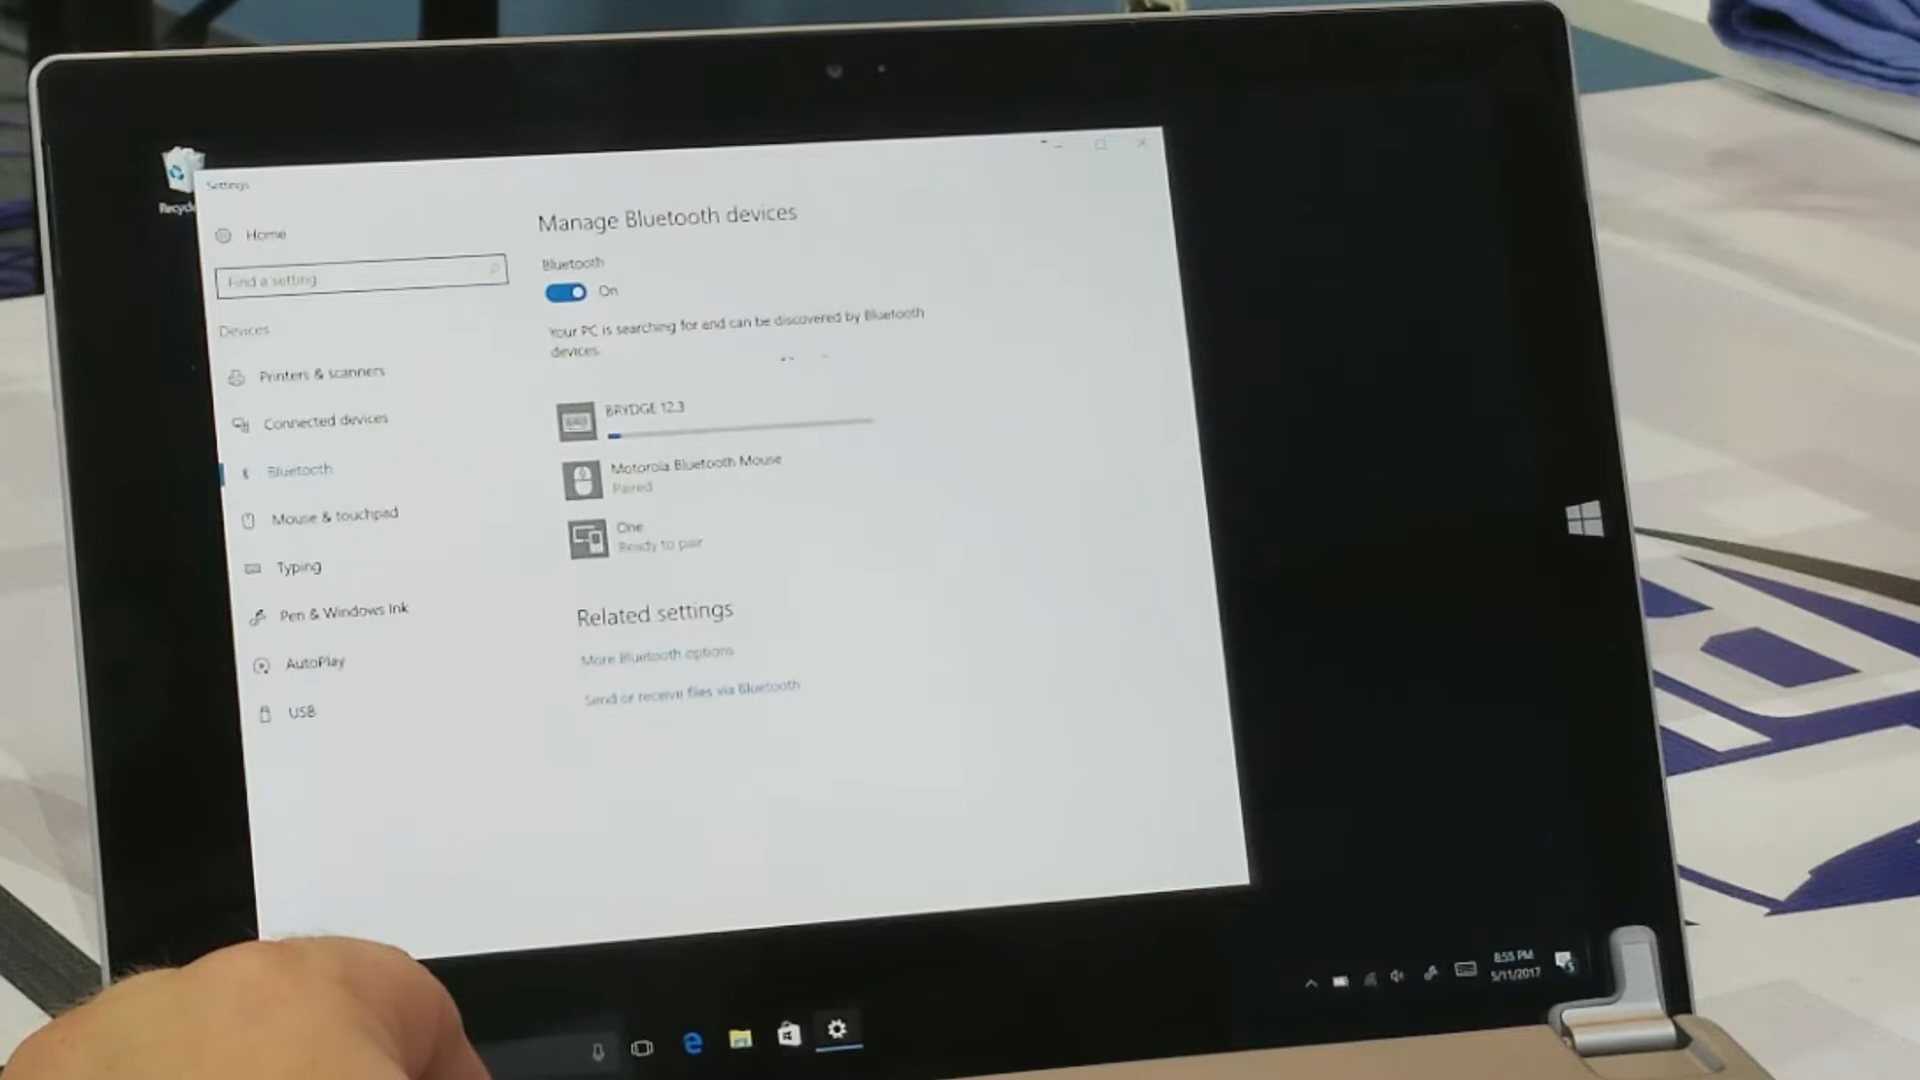 Recycle
Settings
Home
Find a setting
Devices
Printers & scanners
Connected devices
Bluetooth
Mouse & touchpad
Typing
Pen & Windows Ink
AutoPlay
USB
Manage Bluetooth devices
Bluetooth
On
Your PC is searching for and can be discovered by Bluetooth
devices.
BRYDGE 12.3
Motorola Bluetooth Mouse
Paired
One
Ready to pair
Related settings
More Bluetooth options
Send or receive files via Bluetooth
8:55 PM
5/11/2017